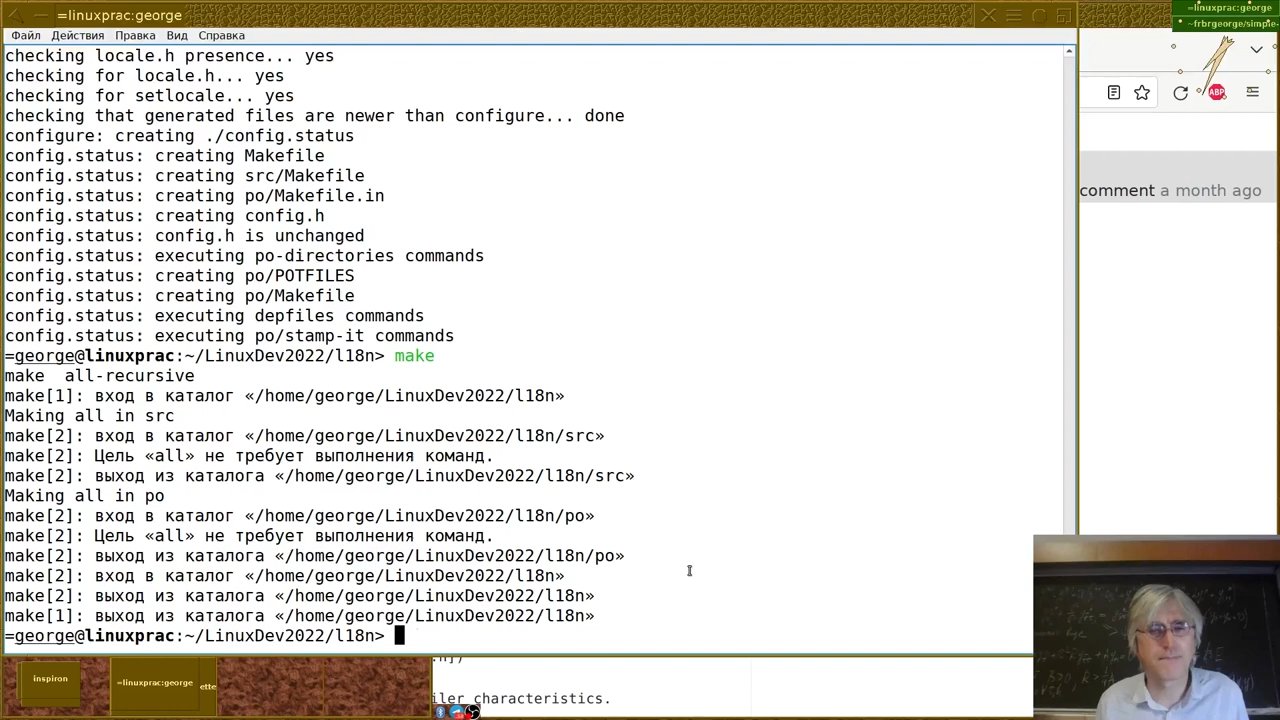 =linuxprac:george
=linuxprac:george
~frbrgeorge/simple-
Файл Действия Правка Вид Справка
checking locale.h presence... yes
checking for locale.h... yes
checking for setlocale... yes
checking that generated files are newer than configure... done
configure: creating ./config.status
config.status: creating Makefile
config.status: creating src/Makefile
config.status: creating po/Makefile.in
config.status: creating config.h
config.status: config.h is unchanged
config.status: executing po-directories commands
config.status: creating po/POTFILES
config.status: creating po/Makefile
config.status: executing depfiles commands
config.status: executing po/stamp-it commands
=george@linuxprac:~/LinuxDev2022/l18n> make
make  all-recursive
make[1]: вход в каталог «/home/george/LinuxDev2022/l18n»
Making all in src
make[2]: вход в каталог «/home/george/LinuxDev2022/l18n/src»
make[2]: Цель «all» не требует выполнения команд.
make[2]: выход из каталога «/home/george/LinuxDev2022/l18n/src»
Making all in po
make[2]: вход в каталог «/home/george/LinuxDev2022/l18n/po»
make[2]: Цель «all» не требует выполнения команд.
make[2]: выход из каталога «/home/george/LinuxDev2022/l18n/po»
make[2]: вход в каталог «/home/george/LinuxDev2022/l18n»
make[2]: выход из каталога «/home/george/LinuxDev2022/l18n»
make[1]: выход из каталога «/home/george/LinuxDev2022/l18n»
=george@linuxprac:~/LinuxDev2022/l18n>
ABP
comment a month ago
inspiron
=linuxprac:george
ette
iler characteristics.